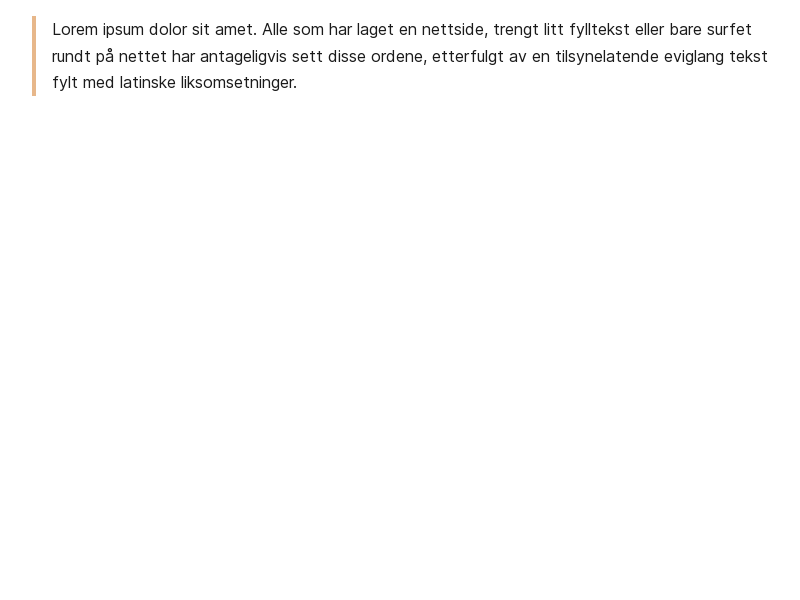 Lorem ipsum dolor sit amet. Alle som har laget en nettside, trengt litt fylltekst eller bare surfet
rundt på nettet har antageligvis sett disse ordene, etterfulgt av en tilsynelatende eviglang tekst
fylt med latinske liksomsetninger.